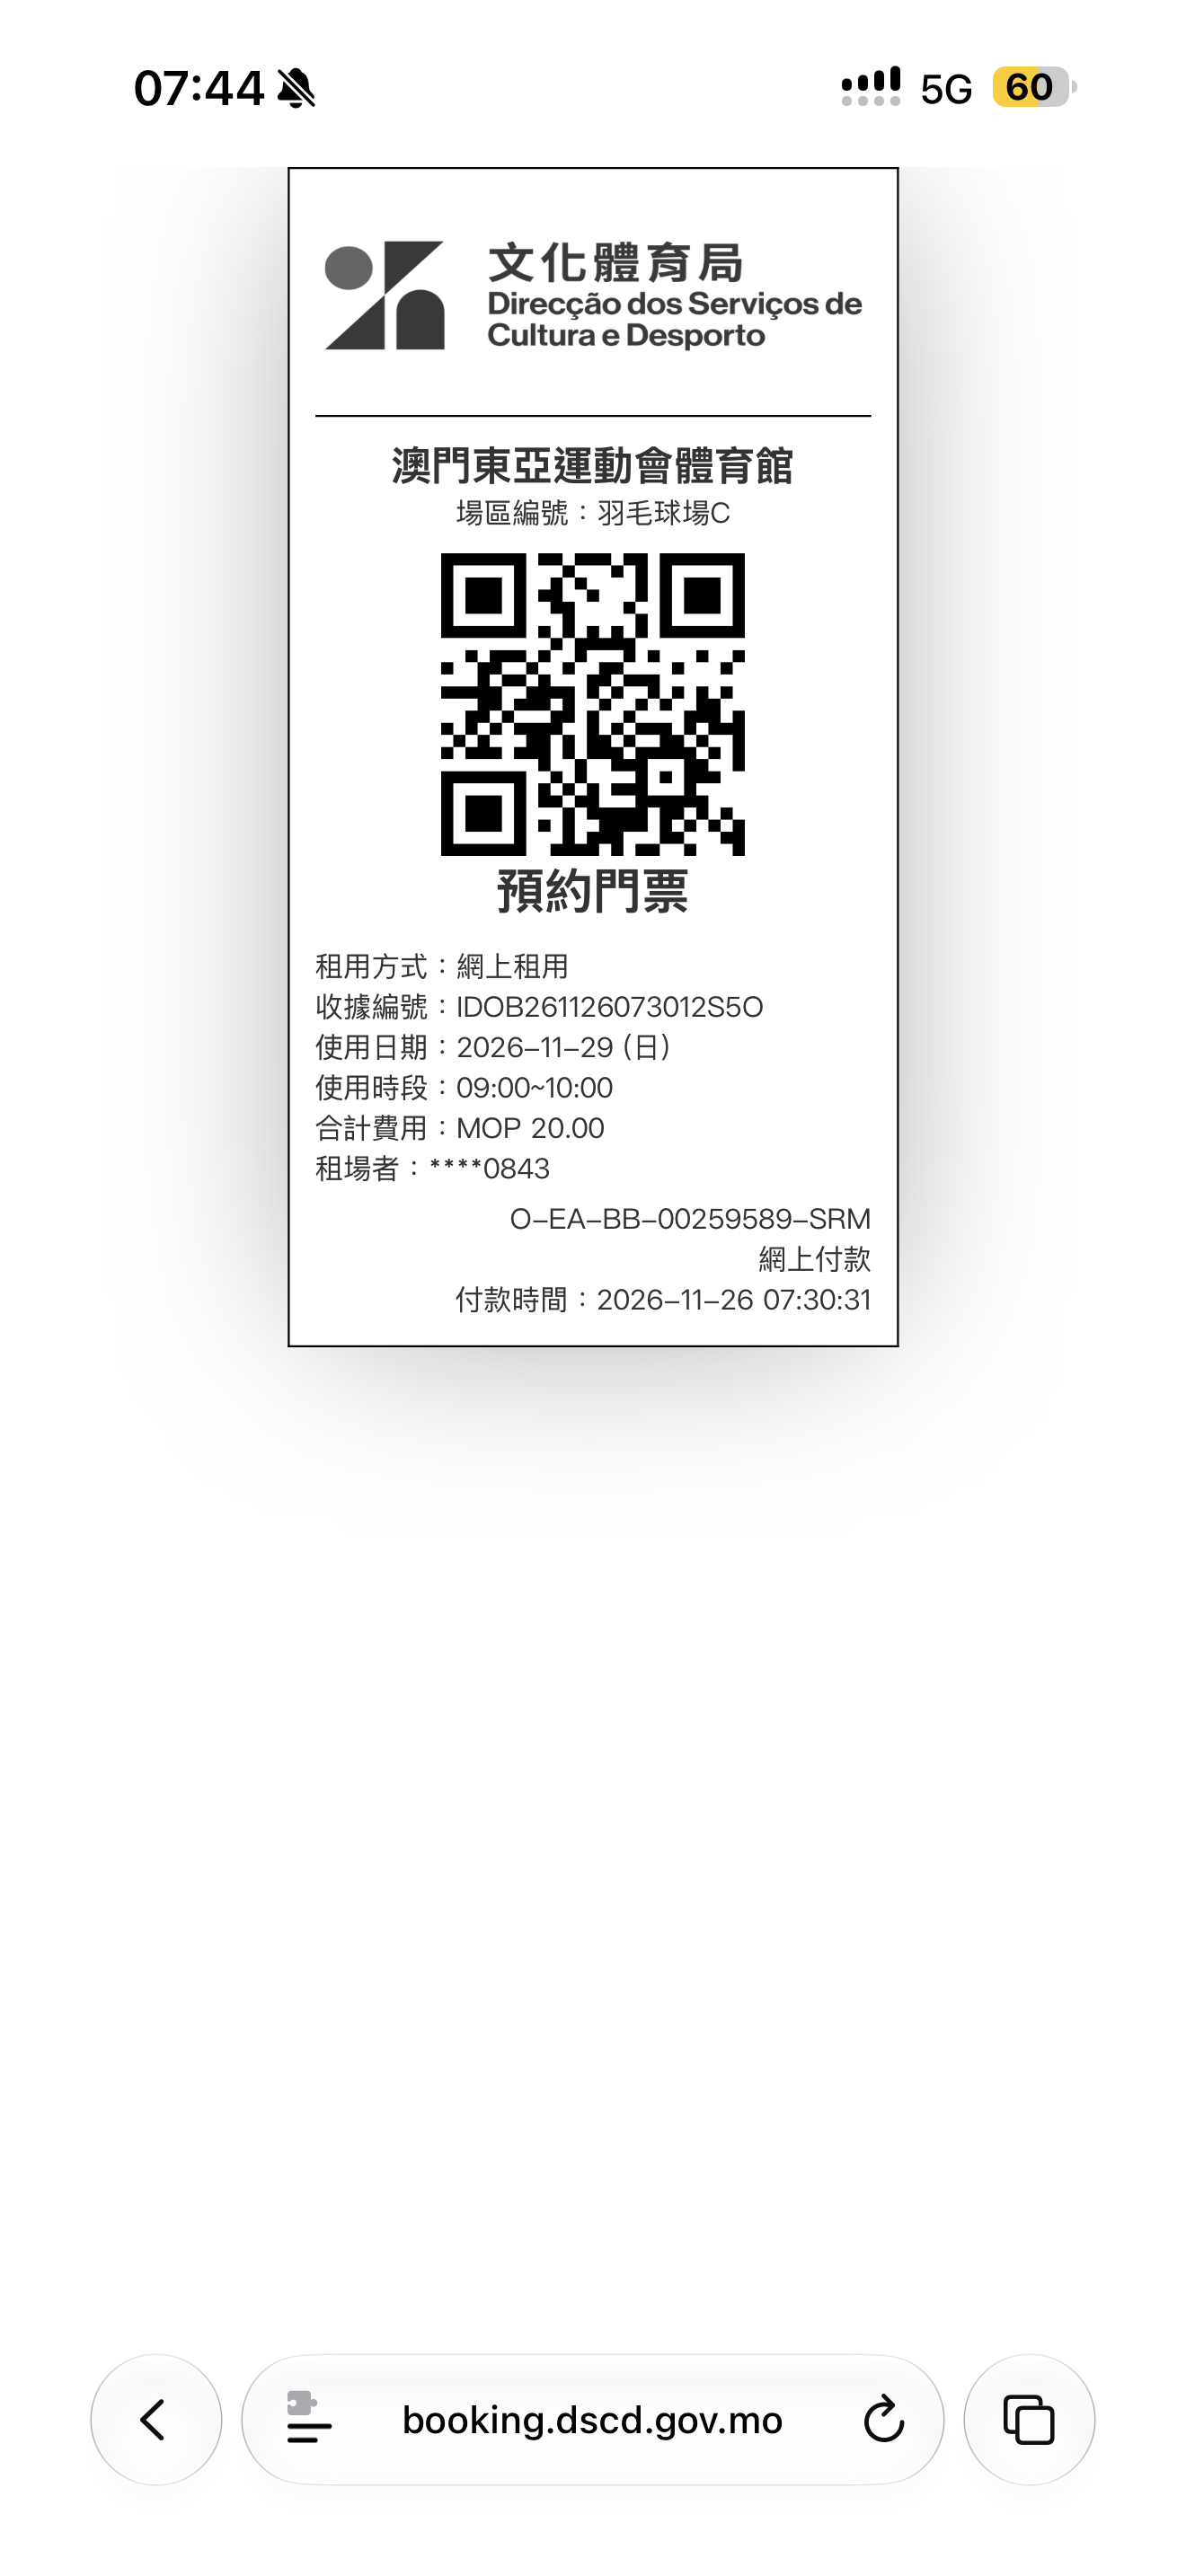 07:44
5G
60
文化體育局
Direcção dos Serviços de
Cultura e Desporto
澳門東亞運動會體育館
場區編號：羽毛球場C
預約門票
租用方式：網上租用
收據編號：IDOB261126073012S5O
使用日期：2026-11-29 (日)
使用時段：09:00~10:00
合計費用：MOP 20.00
租場者：****0843
O-EA-BB-00259589-SRM
網上付款
付款時間：2026-11-26 07:30:31
booking.dscd.gov.mo